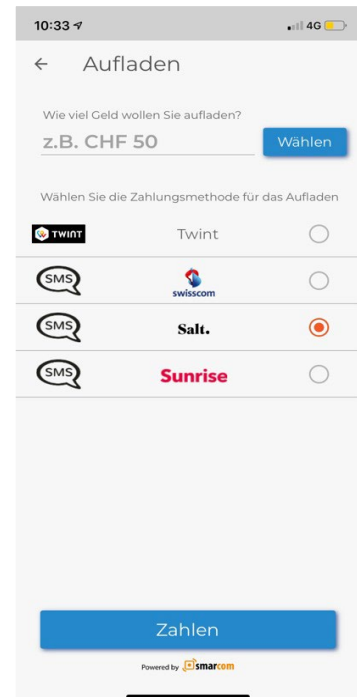 10:33
4G
Aufladen
Wie viel Geld wollen Sie aufladen?
z.B. CHF 50
Wählen
Wählen Sie die Zahlungsmethode für das Aufladen
TWINT Twint
SMS swisscom
SMS Salt.
SMS Sunrise
Zahlen
Powered by smarcom